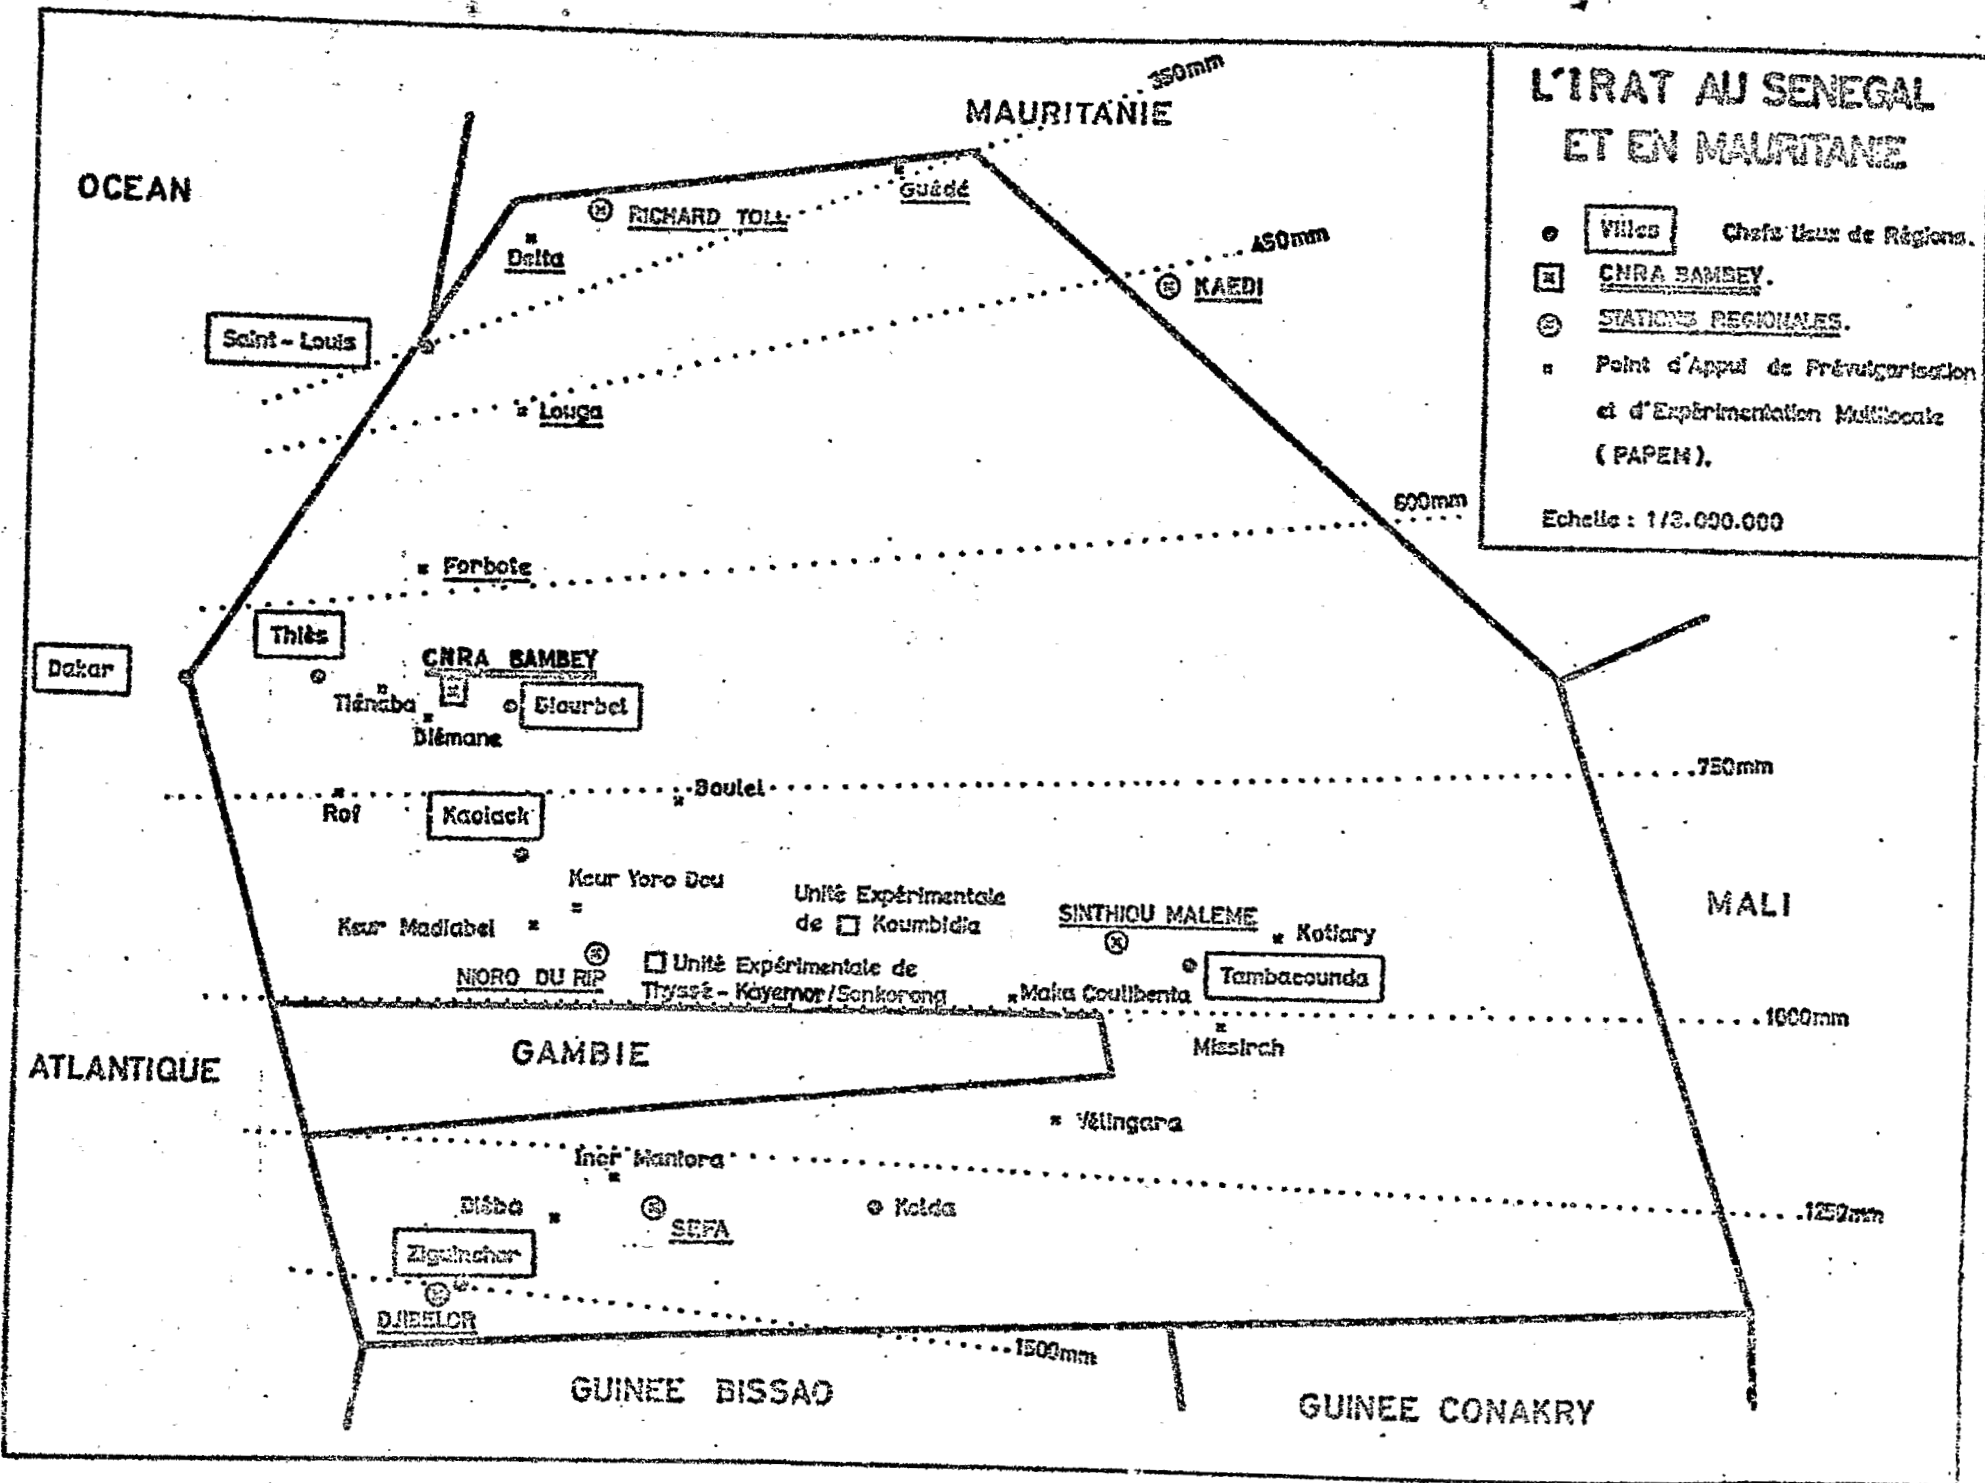 L'IRAT AU SENEGAL
ET EN MAURITANIE
Villes Chefs lieux de Régions.
CNRA BAMBEY.
STATIONS REGIONALES.
Point d'Appui de Prévulgarisation
et d'Expérimentation Multilocale
(PAPEM).
Echelle : 1/3.000.000
350mm
MAURITANIE
OCEAN
Guédé
RICHARD TOLL
450mm
Delta
KAEDI
Saint-Louis
Louga
600mm
Forbote
Thiès
Dakar
CNRA BAMBEY
Tiénaba
Diourbel
Diémane
750mm
Boulel
Rof
Kaolack
Keur Yoro Dou
Unité Expérimentale
de Koumbidia
MALI
SINTHIOU MALEME
Keur Madiabel
Kotiary
NIORO DU RIP
Unité Expérimentale de
Thyssé-Kayemor/Sonkorong
Tambacounda
Maka Coulibenta
1000mm
Missirah
GAMBIE
ATLANTIQUE
Vélingara
Inor Mantora
Diéba
SEFA
Kolda
1250mm
Ziguinchor
DJIBELOR
1500mm
GUINEE BISSAO
GUINEE CONAKRY